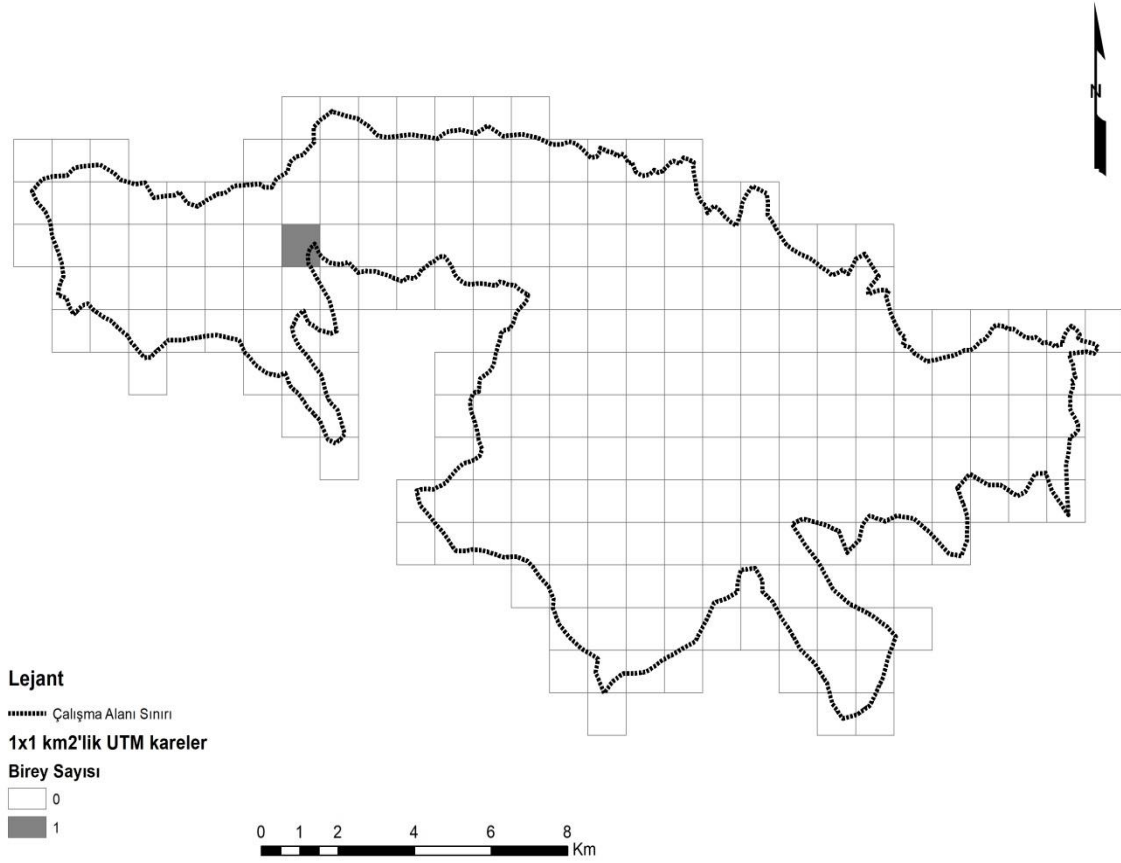 N
Lejant
Çalışma Alanı Sınırı
1x1 km2'lik UTM kareler
Birey Sayısı
0
1
0 1 2 4 6 8
Km